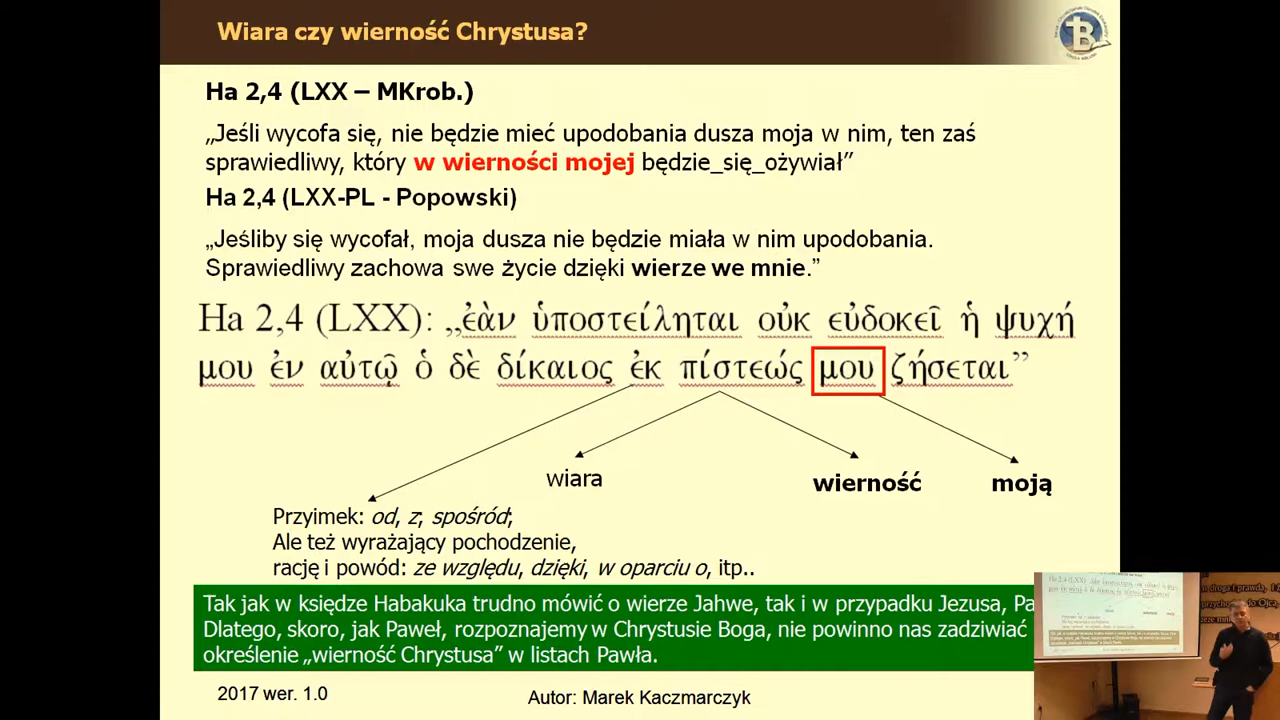 Wiara czy wierność Chrystusa?
Ha 2,4 (LXX – MKrob.)
„Jeśli wycofa się, nie będzie mieć upodobania dusza moja w nim, ten zaś
sprawiedliwy, który w wierności mojej będzie_się_ożywiał”
Ha 2,4 (LXX-PL - Popowski)
„Jeśliby się wycofał, moja dusza nie będzie miała w nim upodobania.
Sprawiedliwy zachowa swe życie dzięki wierze we mnie.”
Ha 2,4 (LXX): „ἐὰν ὑποστείληται οὐκ εὐδοκεῖ ἡ ψυχή
μου ἐν αὐτῷ ὁ δὲ δίκαιος ἐκ πίστεώς μου ζήσεται”
wiara
wierność
moją
Przyimek: od, z; spośród;
Ale też wyrażający pochodzenie,
rację i powód: ze względu, dzięki, w oparciu o, itp..
Tak jak w księdze Habakuka trudno mówić o wierze Jahwe, tak i w przypadku Jezusa, Pa
Dlatego, skoro, jak Paweł, rozpoznajemy w Chrystusie Boga, nie powinno nas zadziwiać
określenie „wierność Chrystusa” w listach Pawła.
2017 wer. 1.0
Autor: Marek Kaczmarczyk